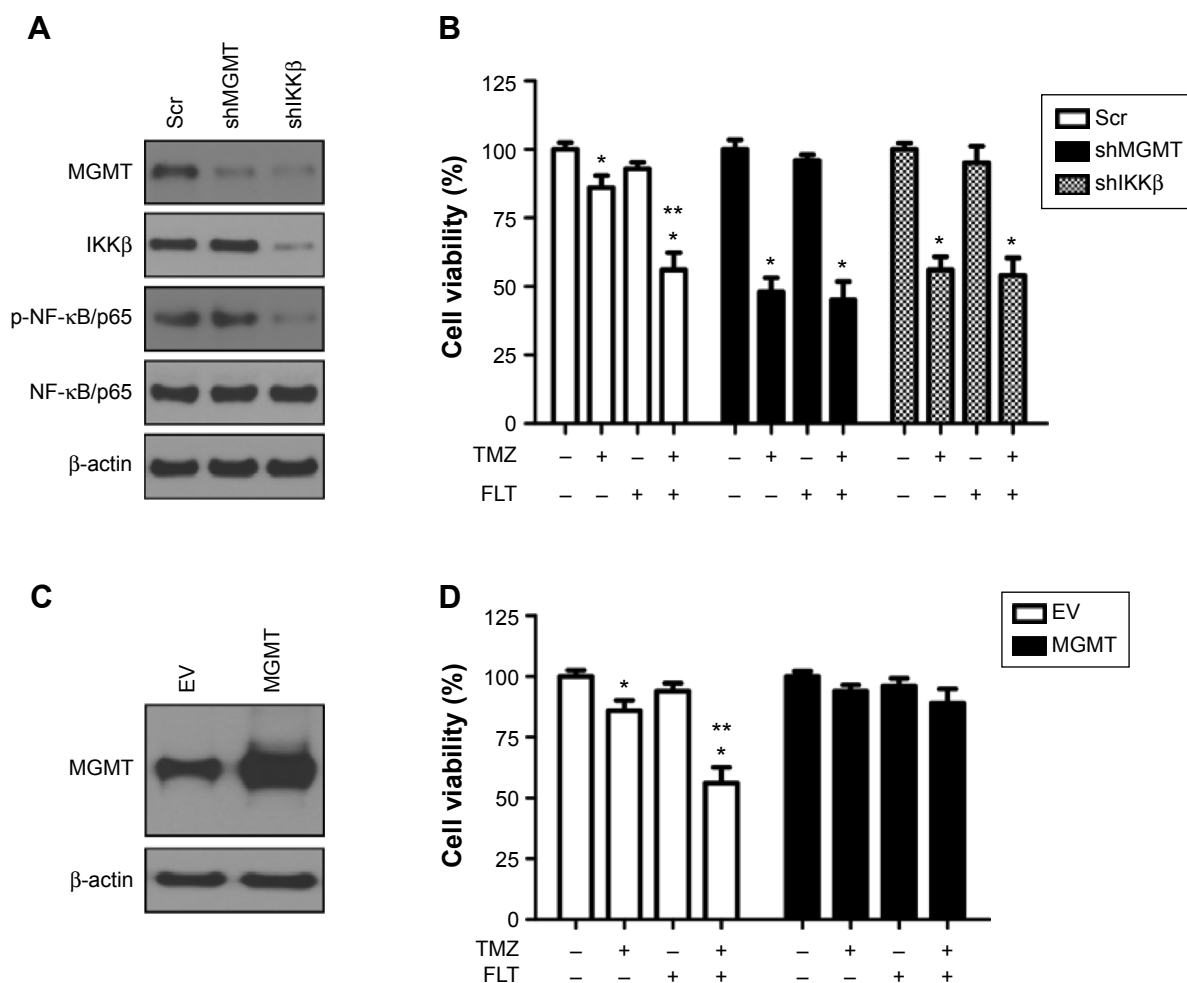 A
Scr
shMGMT
shIKKβ
MGMT
IKKβ
p-NF-κB/p65
NF-κB/p65
β-actin
B
Cell viability (%)
125
100
75
50
25
0
*
**
*
*
*
*
*
Scr
shMGMT
shIKKβ
TMZ – + – + – + – + – + – +
FLT – – + + – – + + – – + +
C
EV
MGMT
MGMT
β-actin
D
Cell viability (%)
125
100
75
50
25
0
*
**
*
EV
MGMT
TMZ – + – + – + – +
FLT – – + + – – + +